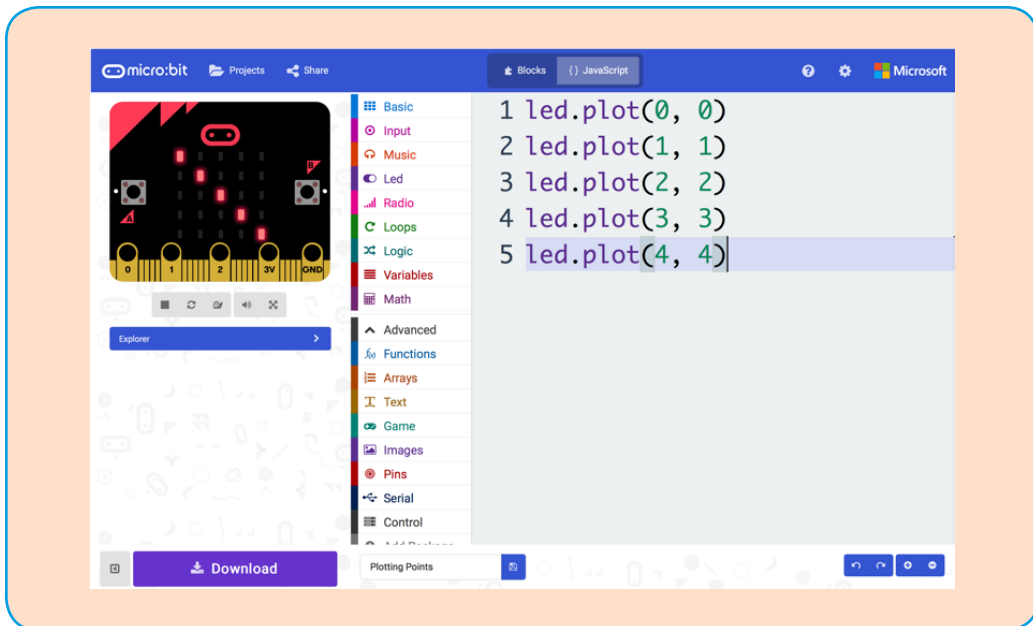 micro:bit Projects Share Blocks {} JavaScript ? Microsoft
B
A
0 1 2 3V GND
Explorer
Basic
Input
Music
Led
Radio
Loops
Logic
Variables
Math
Advanced
Functions
Arrays
Text
Game
Images
Pins
Serial
Control
Add Package
1 led.plot(0, 0)
2 led.plot(1, 1)
3 led.plot(2, 2)
4 led.plot(3, 3)
5 led.plot(4, 4)
Download
Plotting Points